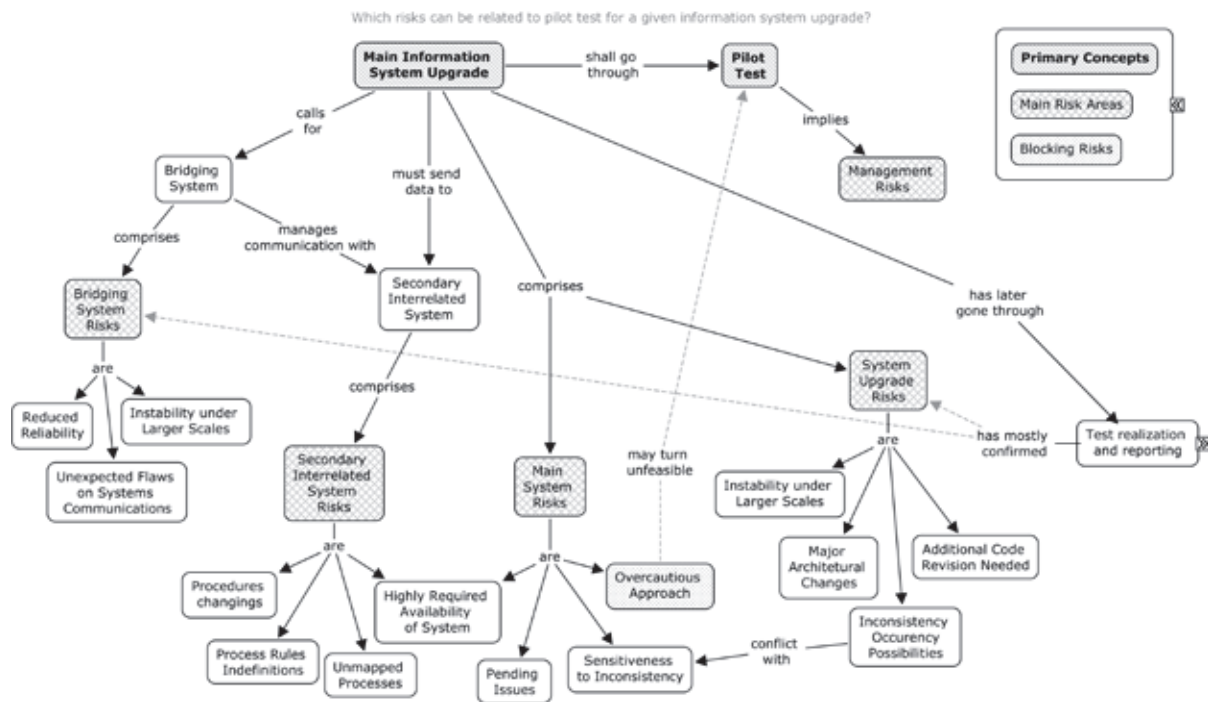 Which risks can be related to pilot test for a given information system upgrade?
Main Information
System Upgrade
shall go
through
Pilot
Test
Primary Concepts
Main Risk Areas
Blocking Risks
calls
for
implies
Bridging
System
must send
data to
Management
Risks
comprises
manages
communication with
Bridging
System
Risks
Secondary
Interrelated
System
comprises
has later
gone through
are
comprises
System
Upgrade
Risks
Reduced
Reliability
Instability under
Larger Scales
Unexpected Flaws
on Systems
Communications
Secondary
Interrelated
System
Risks
Main
System
Risks
may turn
unfeasible
are
has mostly
confirmed
Test realization
and reporting
Instability under
Larger Scales
Major
Architetural
Changes
Additional Code
Revision Needed
are
are
Procedures
changings
Highly Required
Availability
of System
Overcautious
Approach
Process Rules
Indefinitions
Unmapped
Processes
Pending
Issues
Sensitiveness
to Inconsistency
conflict
with
Inconsistency
Occurency
Possibilities